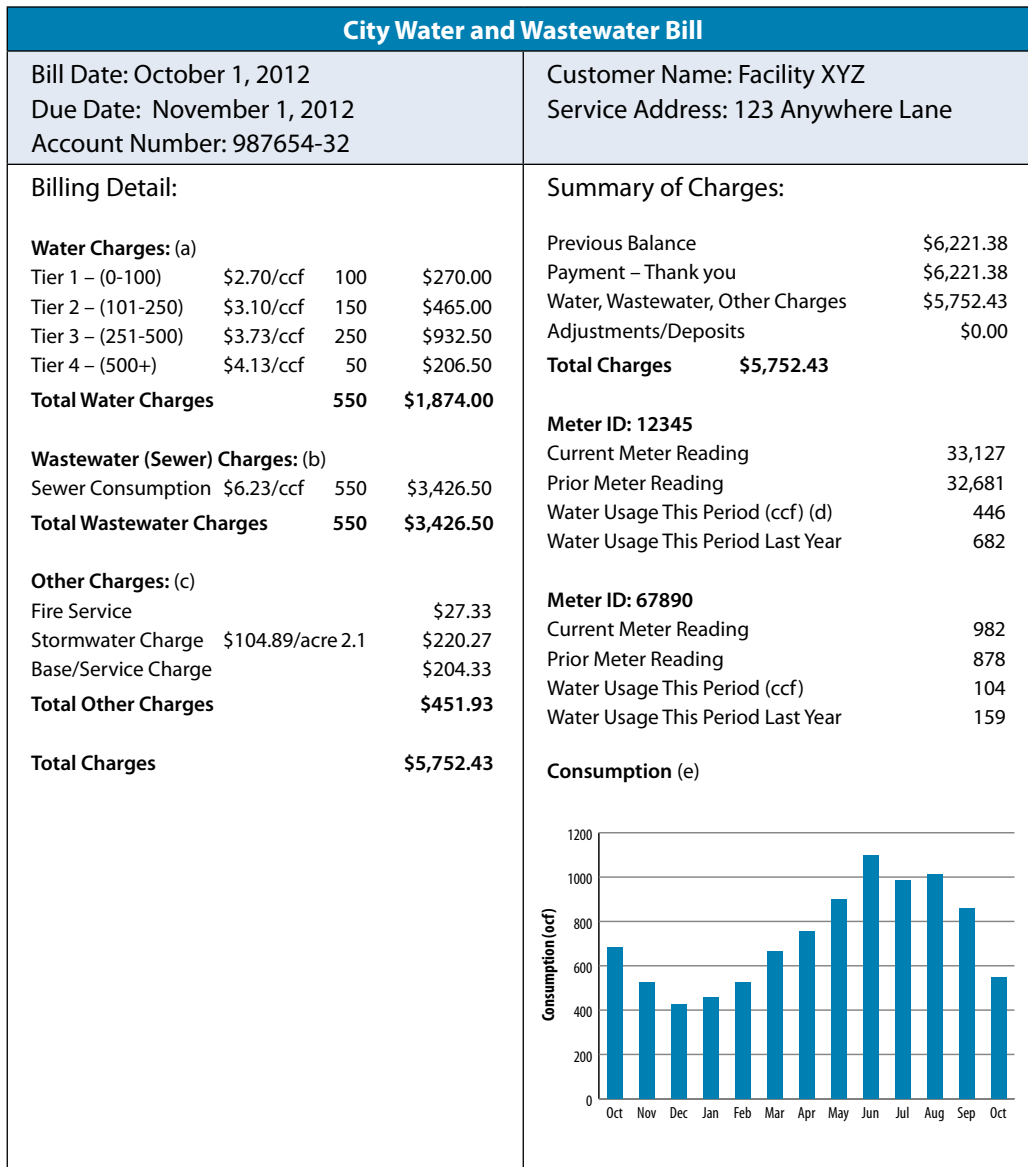 City Water and Wastewater Bill
Bill Date: October 1, 2012
Due Date: November 1, 2012
Account Number: 987654-32
Customer Name: Facility XYZ
Service Address: 123 Anywhere Lane
Billing Detail:
Water Charges: (a)
Tier 1 – (0-100) $2.70/ccf 100 $270.00
Tier 2 – (101-250) $3.10/ccf 150 $465.00
Tier 3 – (251-500) $3.73/ccf 250 $932.50
Tier 4 – (500+) $4.13/ccf 50 $206.50
Total Water Charges 550 $1,874.00
Wastewater (Sewer) Charges: (b)
Sewer Consumption $6.23/ccf 550 $3,426.50
Total Wastewater Charges 550 $3,426.50
Other Charges: (c)
Fire Service $27.33
Stormwater Charge $104.89/acre 2.1 $220.27
Base/Service Charge $204.33
Total Other Charges $451.93
Total Charges $5,752.43
Summary of Charges:
Previous Balance $6,221.38
Payment – Thank you $6,221.38
Water, Wastewater, Other Charges $5,752.43
Adjustments/Deposits $0.00
Total Charges $5,752.43
Meter ID: 12345
Current Meter Reading 33,127
Prior Meter Reading 32,681
Water Usage This Period (ccf) (d) 446
Water Usage This Period Last Year 682
Meter ID: 67890
Current Meter Reading 982
Prior Meter Reading 878
Water Usage This Period (ccf) 104
Water Usage This Period Last Year 159
Consumption (e)
Consumption (ocf)
1200
1000
800
600
400
200
0
Oct Nov Dec Jan Feb Mar Apr May Jun Jul Aug Sep Oct